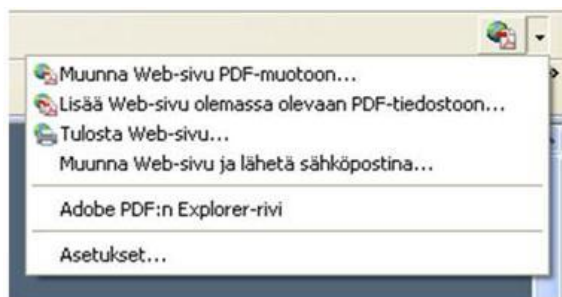 Muunna Web-sivu PDF-muotoon...
Lisää Web-sivu olemassa olevaan PDF-tiedostoon...
Tulosta Web-sivu...
Muunna Web-sivu ja lähetä sähköpostina...
Adobe PDF:n Explorer-rivi
Asetukset...